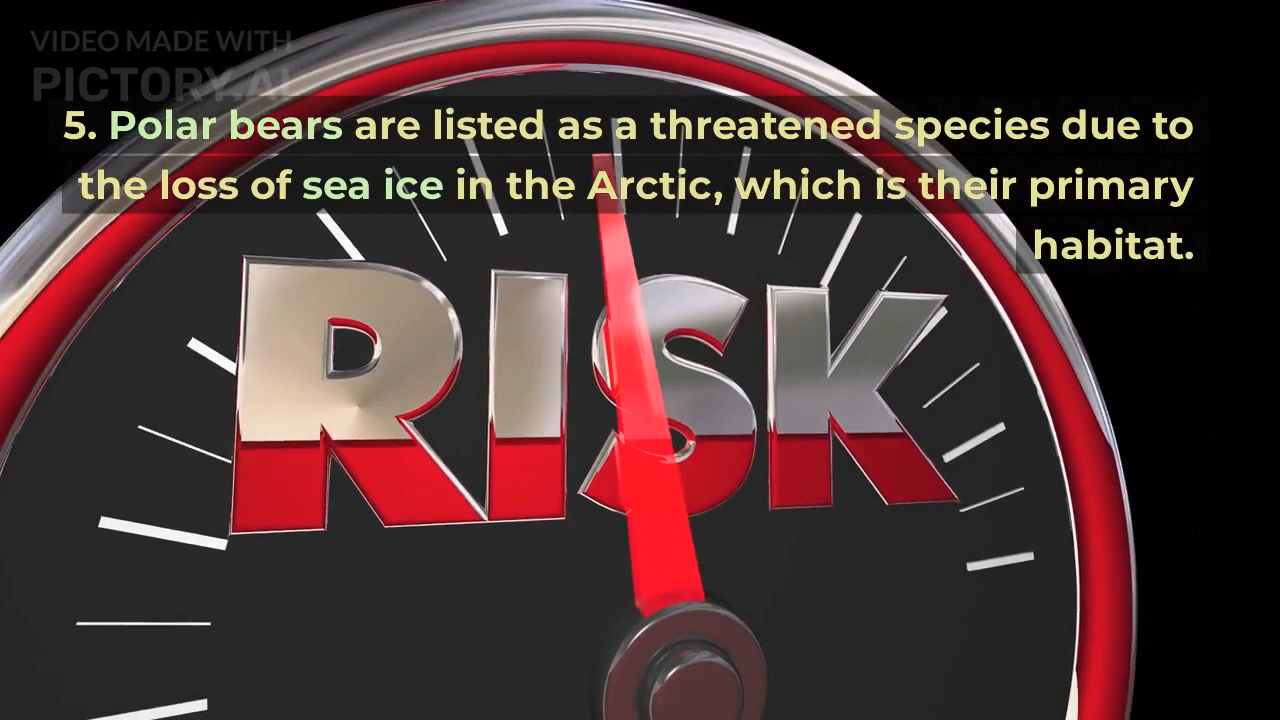 VIDEO MADE WITH
PICTORY.AI
5. Polar bears are listed as a threatened species due to
the loss of sea ice in the Arctic, which is their primary
habitat.
RISK